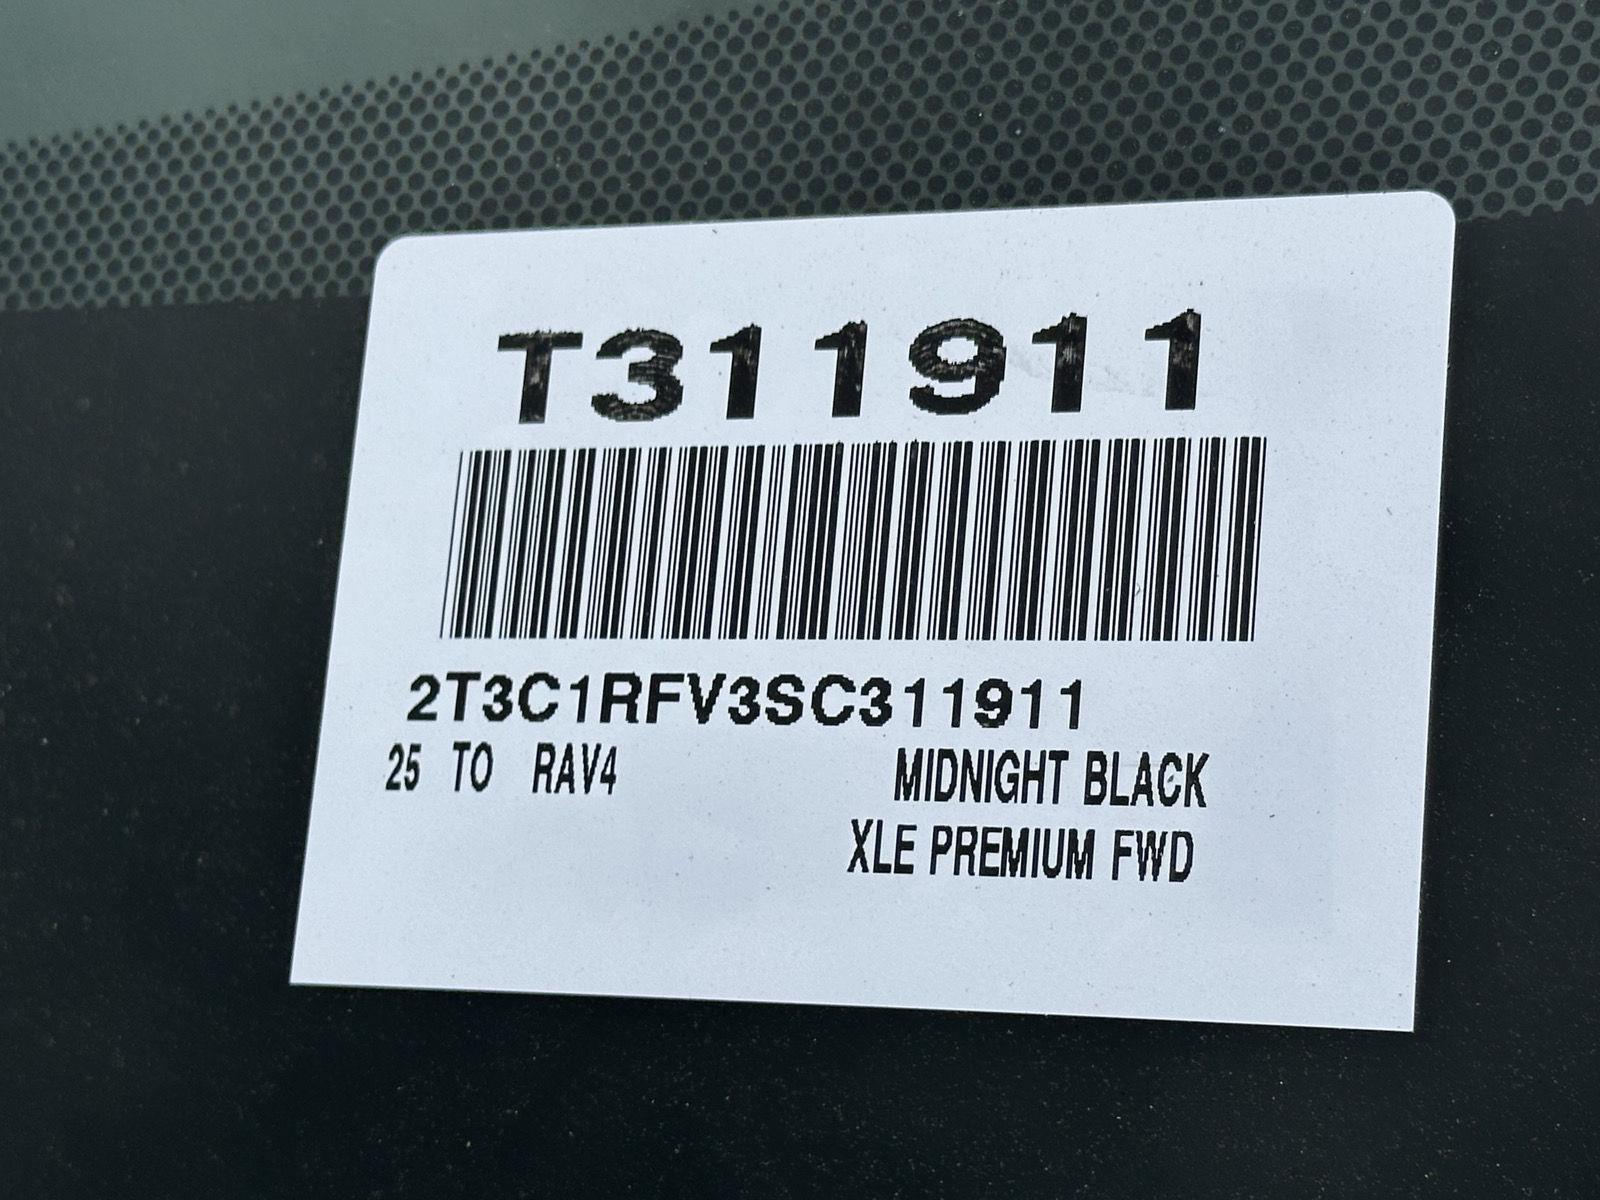 T311911
2T3C1RFV3SC311911
25 TO RAV4 MIDNIGHT BLACK
XLE PREMIUM FWD